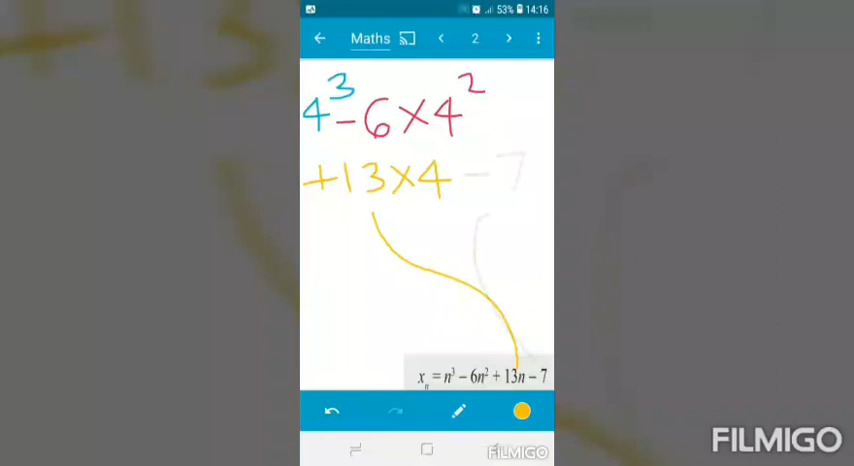 53% 14:16
Maths 2
4³-6×4²
+13×4 -7
xₙ = n³ − 6n² + 13n − 7
FILMIGO
FILMIGO